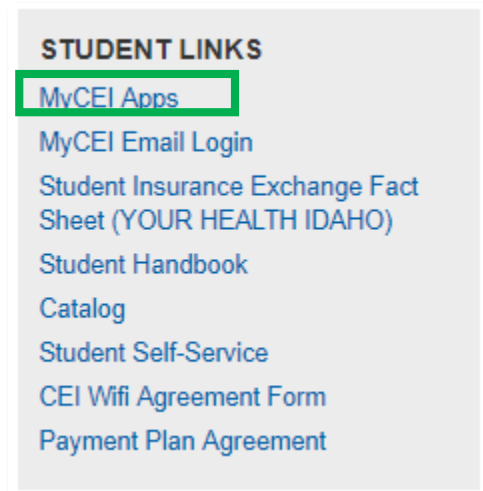 STUDENT LINKS
MyCEI Apps
MyCEI Email Login
Student Insurance Exchange Fact
Sheet (YOUR HEALTH IDAHO)
Student Handbook
Catalog
Student Self-Service
CEI Wifi Agreement Form
Payment Plan Agreement